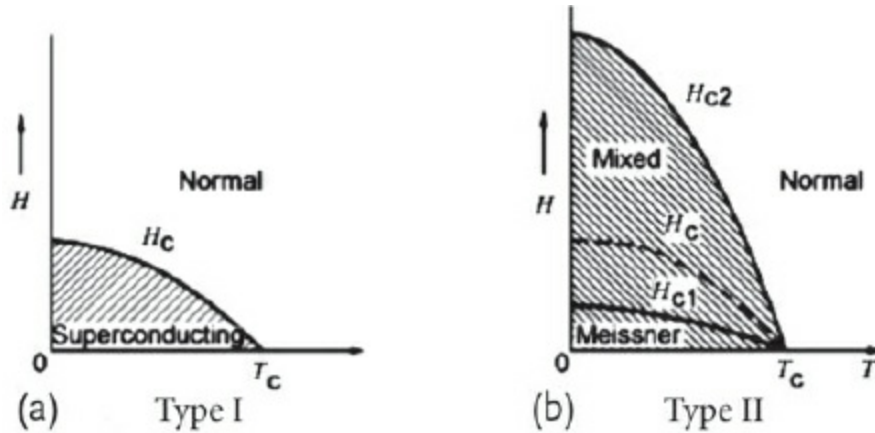 H
Normal
Hc
Superconducting
0
Tc
(a) Type I
Hc2
Mixed
Normal
H
Hc
Hc1
Meissner
0
Tc
T
(b) Type II